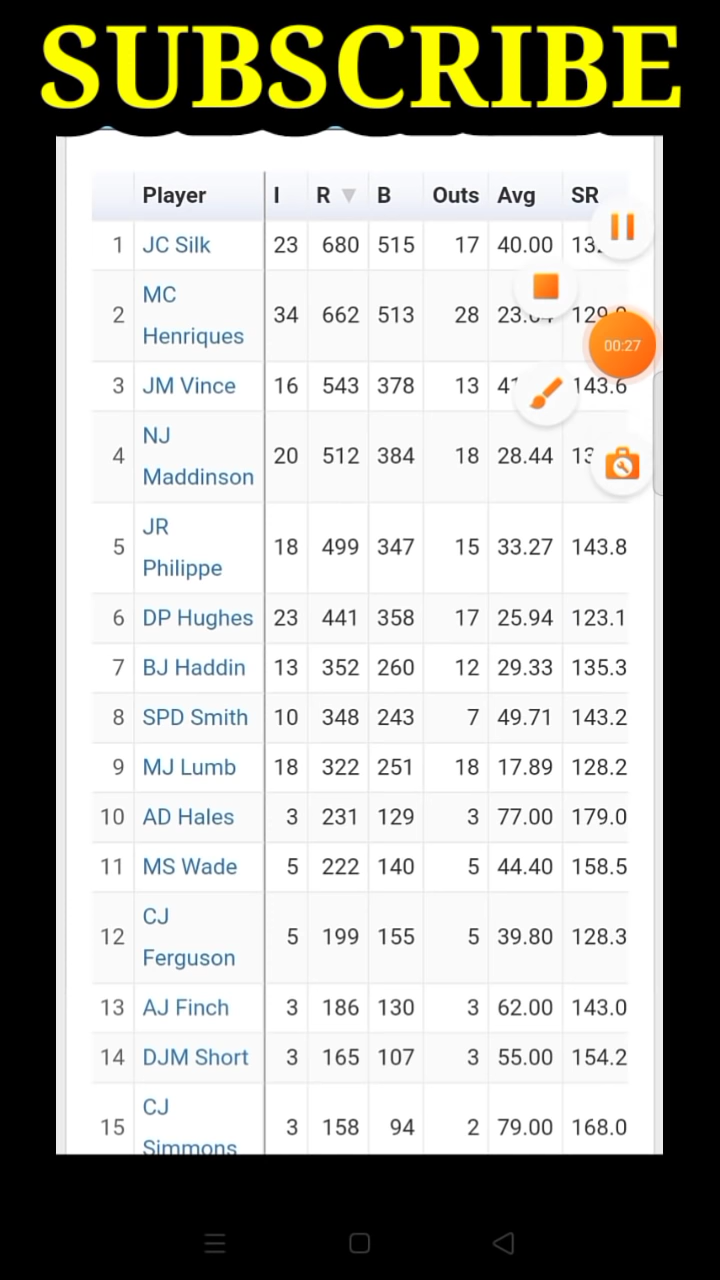 SUBSCRIBE
Player I R ▼ B Outs Avg SR
1 JC Silk 23 680 515 17 40.00
MC
2 34 662 513 28
Henriques
3 JM Vince 16 543 378 13 143.6
NJ
4 20 512 384 18 28.44
Maddinson
00:27
JR
5 18 499 347 15 33.27 143.8
Philippe
6 DP Hughes 23 441 358 17 25.94 123.1
7 BJ Haddin 13 352 260 12 29.33 135.3
8 SPD Smith 10 348 243 7 49.71 143.2
9 MJ Lumb 18 322 251 18 17.89 128.2
10 AD Hales 3 231 129 3 77.00 179.0
11 MS Wade 5 222 140 5 44.40 158.5
CJ
12 5 199 155 5 39.80 128.3
Ferguson
13 AJ Finch 3 186 130 3 62.00 143.0
14 DJM Short 3 165 107 3 55.00 154.2
CJ
15 3 158 94 2 79.00 168.0
Simmons